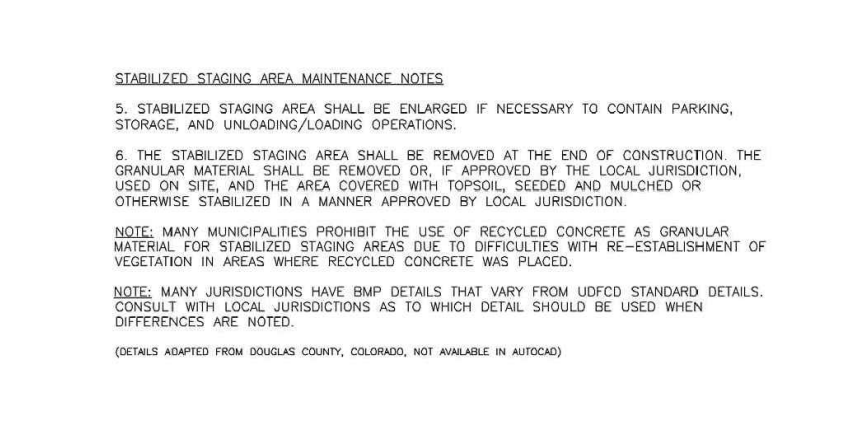 STABILIZED STAGING AREA MAINTENANCE NOTES
5. STABILIZED STAGING AREA SHALL BE ENLARGED IF NECESSARY TO CONTAIN PARKING,
STORAGE, AND UNLOADING/LOADING OPERATIONS.
6. THE STABILIZED STAGING AREA SHALL BE REMOVED AT THE END OF CONSTRUCTION. THE
GRANULAR MATERIAL SHALL BE REMOVED OR, IF APPROVED BY THE LOCAL JURISDICTION,
USED ON SITE, AND THE AREA COVERED WITH TOPSOIL, SEEDED AND MULCHED OR
OTHERWISE STABILIZED IN A MANNER APPROVED BY LOCAL JURISDICTION.
NOTE: MANY MUNICIPALITIES PROHIBIT THE USE OF RECYCLED CONCRETE AS GRANULAR
MATERIAL FOR STABILIZED STAGING AREAS DUE TO DIFFICULTIES WITH RE-ESTABLISHMENT OF
VEGETATION IN AREAS WHERE RECYCLED CONCRETE WAS PLACED.
NOTE: MANY JURISDICTIONS HAVE BMP DETAILS THAT VARY FROM UDFCD STANDARD DETAILS.
CONSULT WITH LOCAL JURISDICTIONS AS TO WHICH DETAIL SHOULD BE USED WHEN
DIFFERENCES ARE NOTED.
(DETAILS ADAPTED FROM DOUGLAS COUNTY, COLORADO, NOT AVAILABLE IN AUTOCAD)